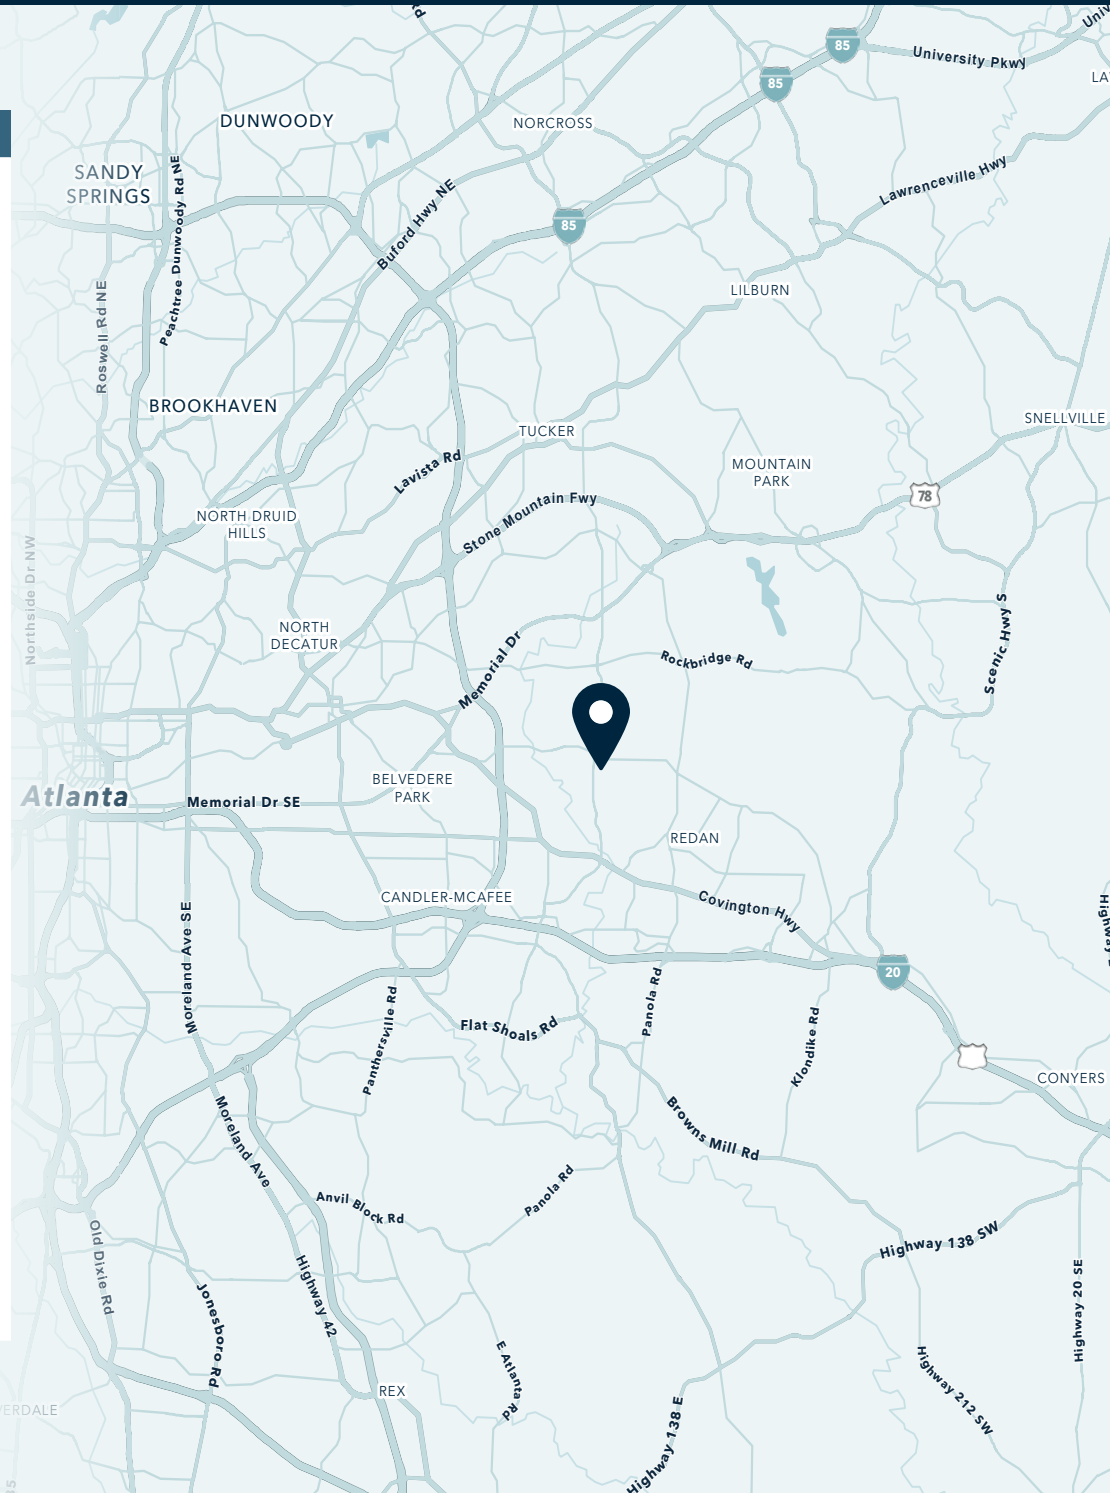 85
University Pkwy
85
DUNWOODY
NORCROSS
SANDY
SPRINGS
Peachtree Dunwoody Rd NE
Buford Hwy NE
Lawrenceville Hwy
85
LILBURN
Roswell Rd NE
BROOKHAVEN
SNELLVILLE
TUCKER
Lavista Rd
MOUNTAIN
PARK
78
Stone Mountain Fwy
NORTH DRUID
HILLS
Northside Dr NW
NORTH
DECATUR
Memorial Dr
Rockbridge Rd
Scenic Hwy S
BELVEDERE
PARK
Atlanta
Memorial Dr SE
REDAN
CANDLER-MCAFEE
Covington Hwy
Moreland Ave SE
20
Panola Rd
Flat Shoals Rd
Panthersville Rd
Klondike Rd
CONYERS
Moreland Ave
Browns Mill Rd
Panola Rd
Anvil Block Rd
Old Dixie Rd
Highway 138 SW
Highway 42
Highway 20 SE
Jonesboro Rd
E Atlanta Rd
Highway 212 SW
REX
ERDALE
Highway 138 E